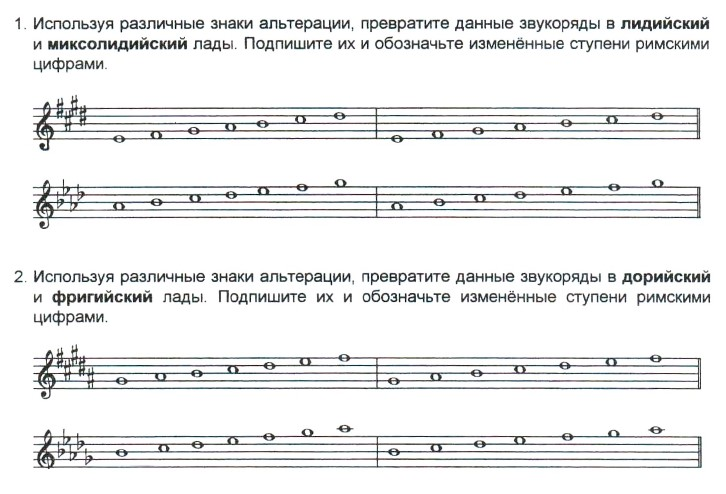 1. Используя различные знаки альтерации, превратите данные звукоряды в лидийский
и миксолидийский лады. Подпишите их и обозначьте изменённые ступени римскими
цифрами.
2. Используя различные знаки альтерации, превратите данные звукоряды в дорийский
и фригийский лады. Подпишите их и обозначьте изменённые ступени римскими
цифрами.